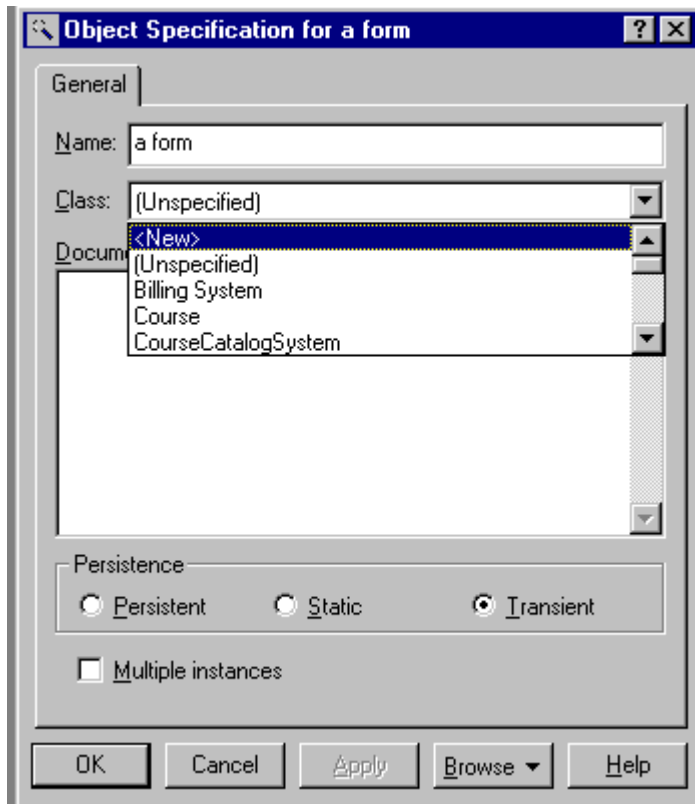 Object Specification for a form
General
Name: a form
Class: (Unspecified)
<New>
Docum
(Unspecified)
Billing System
Course
CourseCatalogSystem
Persistence
Persistent Static Transient
Multiple instances
OK Cancel Apply Browse Help